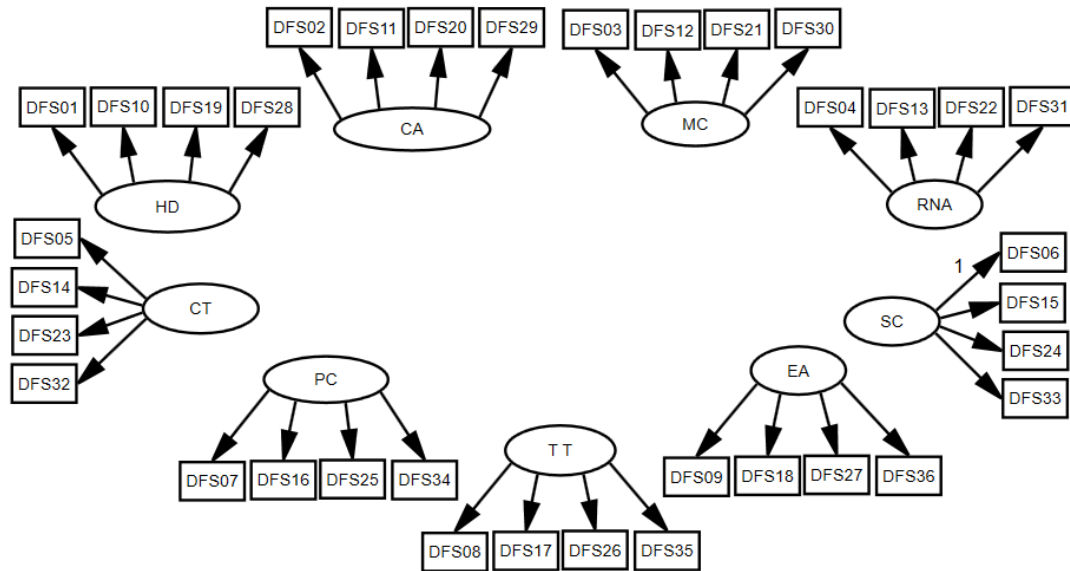 DFS02
DFS11
DFS20
DFS29
DFS03
DFS12
DFS21
DFS30
DFS01
DFS10
DFS19
DFS28
CA
MC
DFS04
DFS13
DFS22
DFS31
HD
RNA
DFS05
DFS14
DFS23
DFS32
CT
1
DFS06
DFS15
DFS24
DFS33
SC
PC
EA
DFS07
DFS16
DFS25
DFS34
T T
DFS09
DFS18
DFS27
DFS36
DFS08
DFS17
DFS26
DFS35